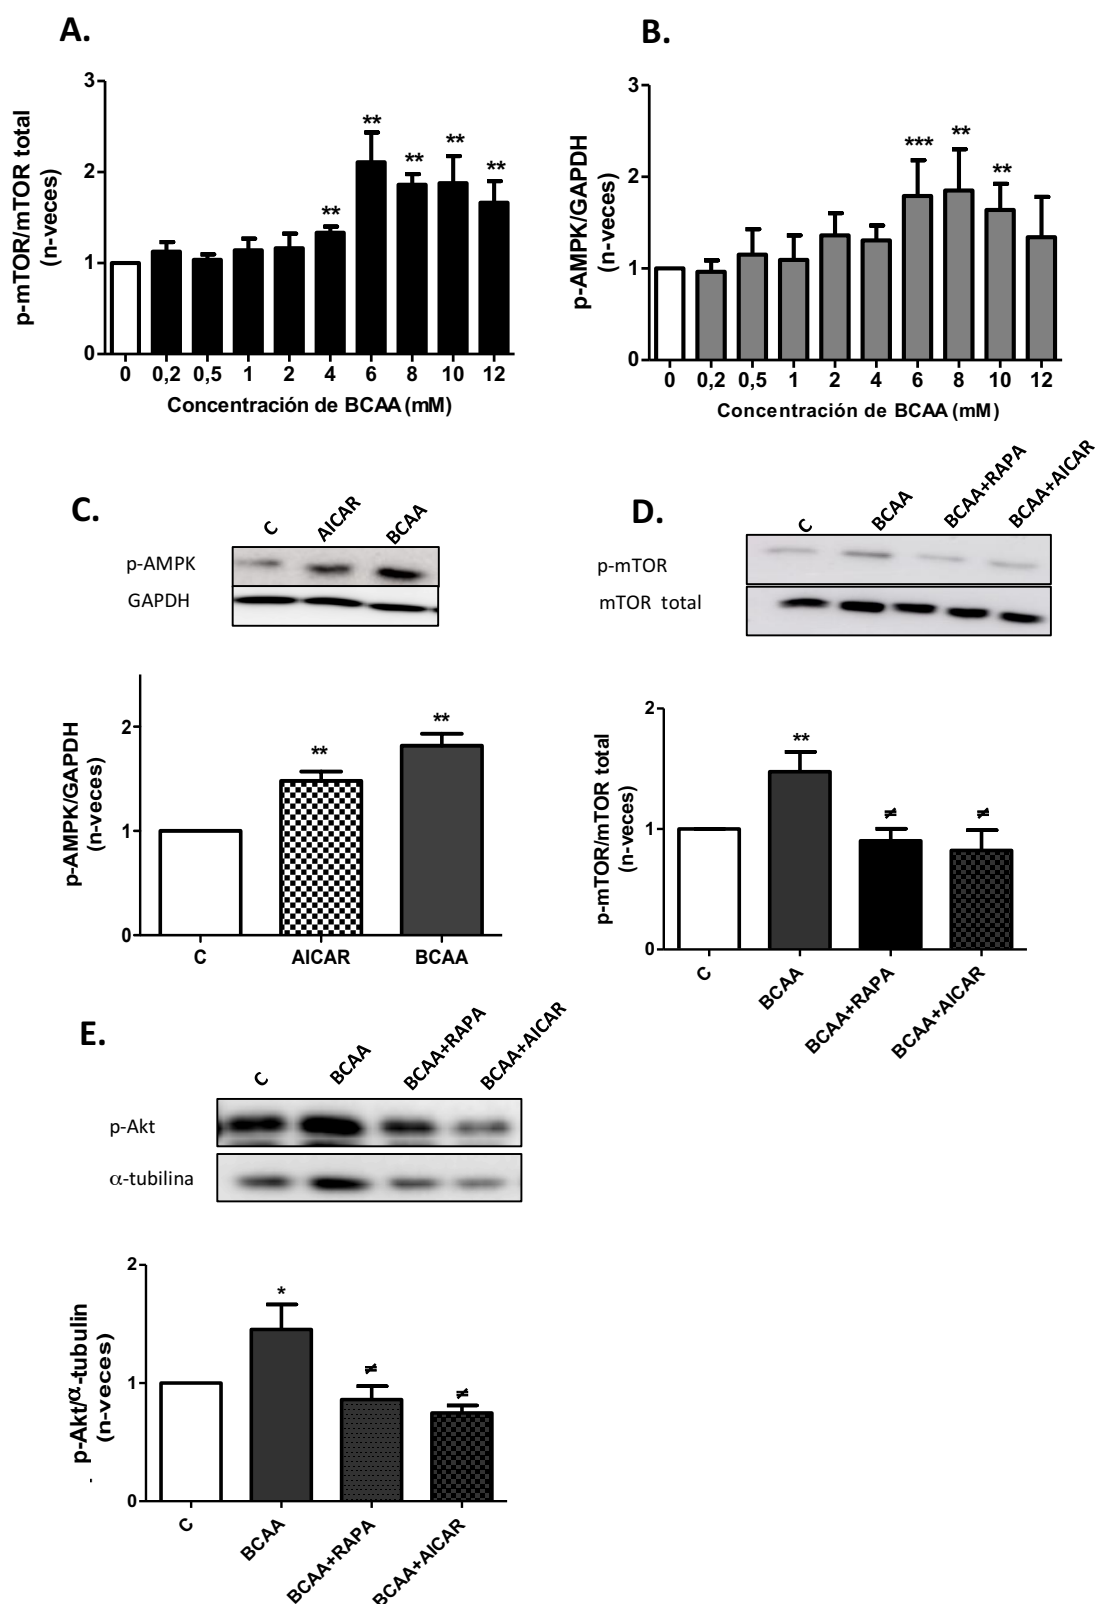 A.
p-mTOR/mTOR total
(n-veces)
3
2
1
0
**
**
**
**
**
0 0,2 0,5 1 2 4 6 8 10 12
Concentración de BCAA (mM)
B.
p-AMPK/GAPDH
(n-veces)
3
2
1
0
***
**
**
0 0,2 0,5 1 2 4 6 8 10 12
Concentración de BCAA (mM)
C.
C AICAR BCAA
p-AMPK
GAPDH
p-AMPK/GAPDH
(n-veces)
2
1
0
**
**
C AICAR BCAA
D.
C BCAA BCAA+RAPA BCAA+AICAR
p-mTOR
mTOR total
p-mTOR/mTOR total
(n-veces)
2
1
0
**
≠
≠
C BCAA BCAA+RAPA BCAA+AICAR
E.
C BCAA BCAA+RAPA BCAA+AICAR
p-Akt
α-tubilina
p-Akt/α-tubulin
(n-veces)
2
1
0
*
≠
≠
C BCAA BCAA+RAPA BCAA+AICAR